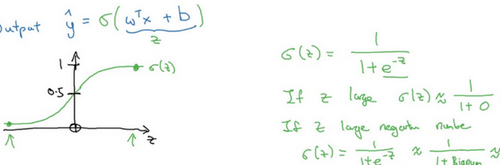 Output ŷ = σ(wᵀx + b)
z
1
σ(z)
0.5
z
σ(z) = 1 / (1 + e^-z)
If z large σ(z) ≈ 1 / (1 + 0)
If z large negative number
σ(z) = 1 / (1 + e^-z) ≈ 1 / (1 + Bignum) ≈